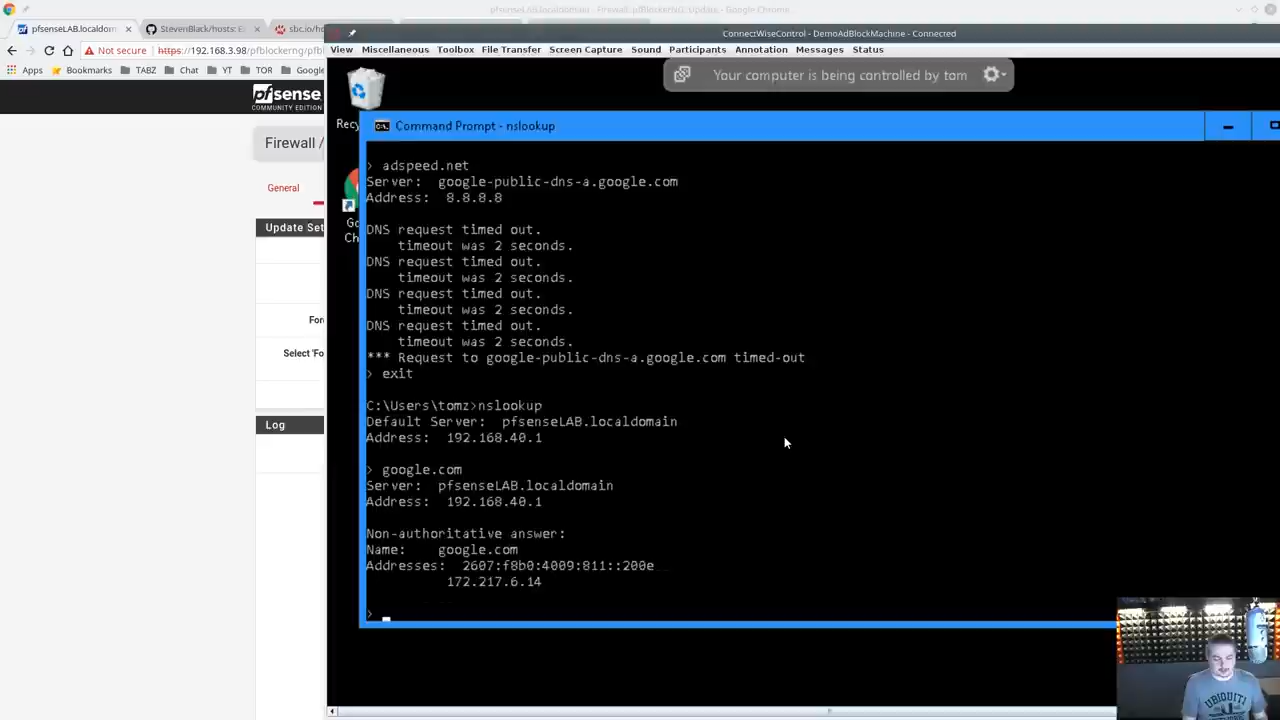 pfsenseLAB.localdomain - Firewall: pfBlockerNG: Update - Google Chrome
pfsenseLAB.localdom
StevenBlack/hosts: E
sbc.io/ho
Not secure
https://192.168.3.98/pfblockerng/pf
Apps
Bookmarks
TABZ
Chat
YT
TOR
Google
pfsense
COMMUNITY EDITION
Firewall /
General
Update Set
For
Select 'Fo
Log
ConnectWiseControl - DemoAdBlockMachine - Connected
View Miscellaneous Toolbox File Transfer Screen Capture Sound Participants Annotation Messages Status
Your computer is being controlled by tom
Recy
Go
Ch
Command Prompt - nslookup
> adspeed.net
Server: google-public-dns-a.google.com
Address: 8.8.8.8
DNS request timed out.
timeout was 2 seconds.
DNS request timed out.
timeout was 2 seconds.
DNS request timed out.
timeout was 2 seconds.
DNS request timed out.
timeout was 2 seconds.
*** Request to google-public-dns-a.google.com timed-out
> exit
C:\Users\tomz>nslookup
Default Server: pfsenseLAB.localdomain
Address: 192.168.40.1
> google.com
Server: pfsenseLAB.localdomain
Address: 192.168.40.1
Non-authoritative answer:
Name: google.com
Addresses: 2607:f8b0:4009:811::200e
172.217.6.14
>
UBIQUITI